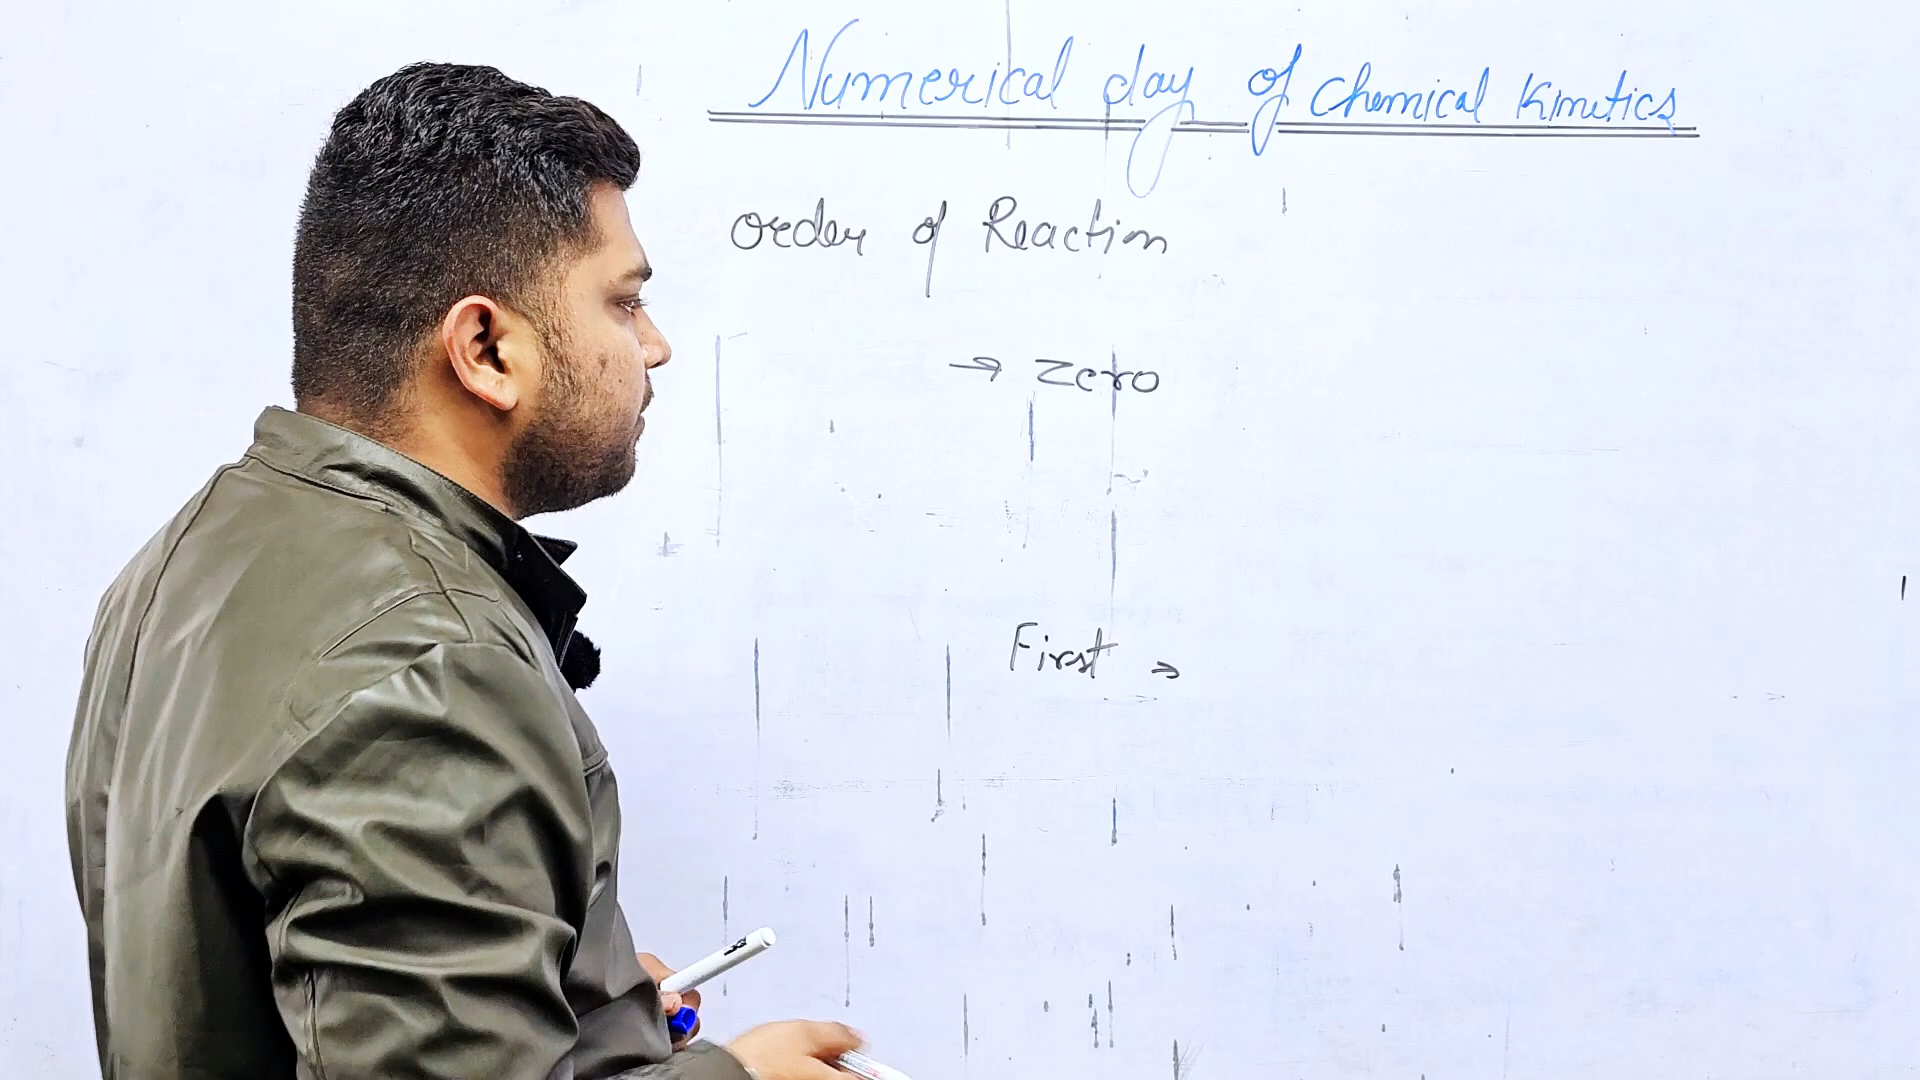 Numerical day of Chemical Kinetics
Order of Reaction
→ Zero
First →